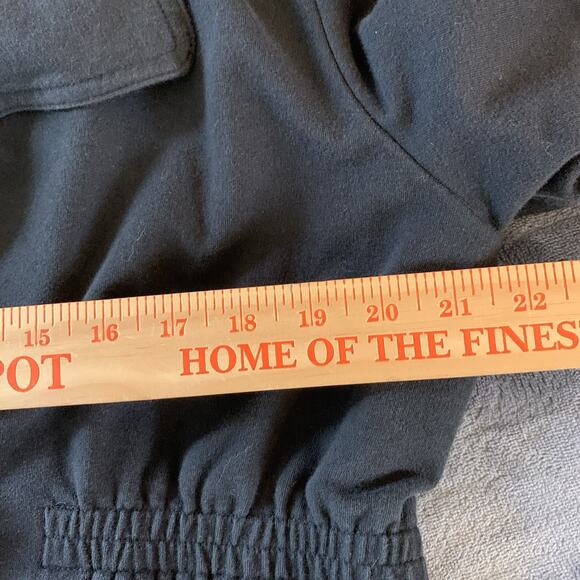 15 16 17 18 19 20 21 22
POT HOME OF THE FINES